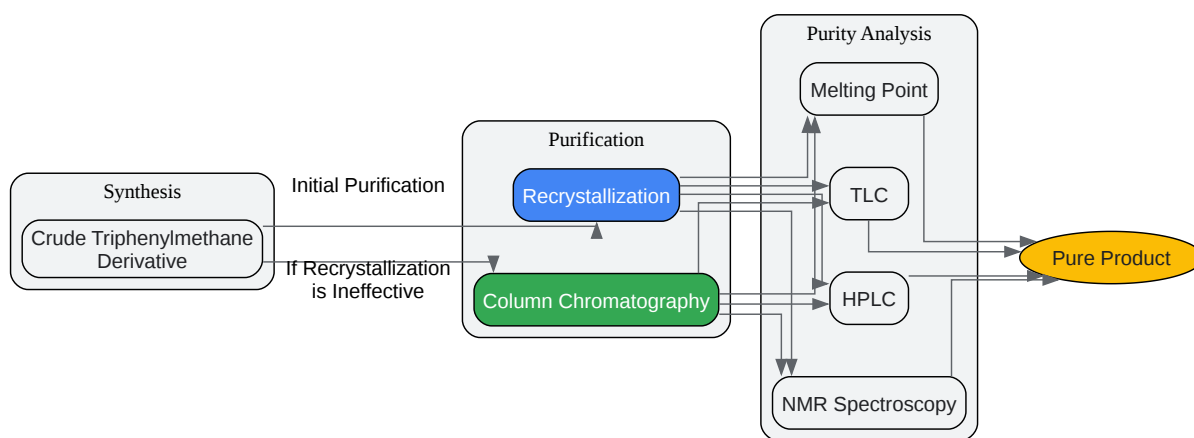 Synthesis
Crude Triphenylmethane
Derivative
Initial Purification
If Recrystallization
is Ineffective
Purification
Recrystallization
Column Chromatography
Purity Analysis
Melting Point
TLC
HPLC
NMR Spectroscopy
Pure Product